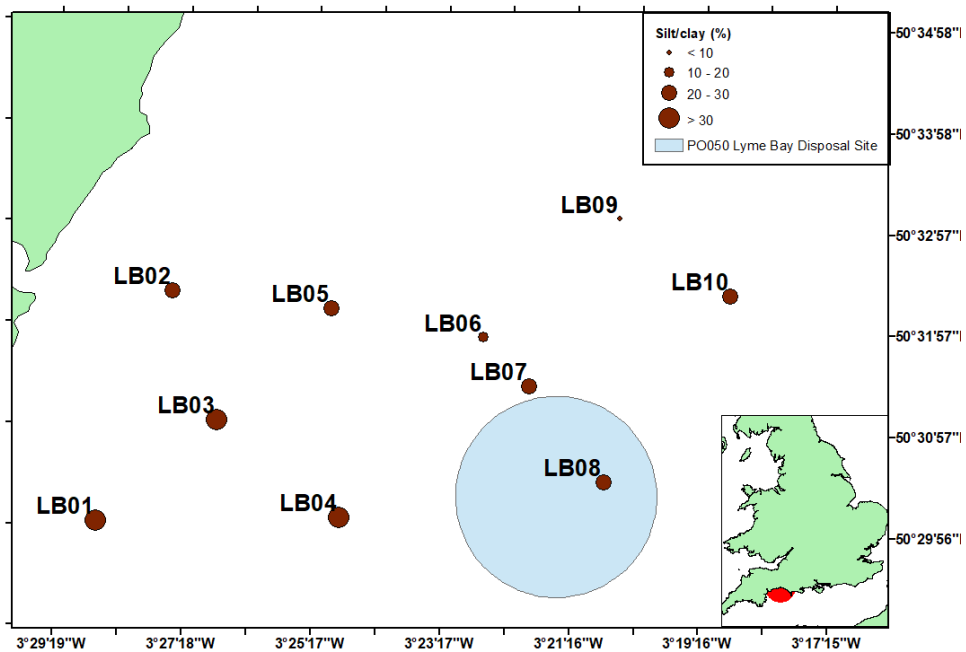 Silt/clay (%)
< 10
10 - 20
20 - 30
> 30
PO050 Lyme Bay Disposal Site
50°34'58"
50°33'58"
LB09
50°32'57"
LB02
LB05
LB10
LB06
50°31'57"
LB07
LB03
50°30'57"
LB08
LB01
LB04
50°29'56"
3°29'19"W
3°27'18"W
3°25'17"W
3°23'17"W
3°21'16"W
3°19'16"W
3°17'15"W